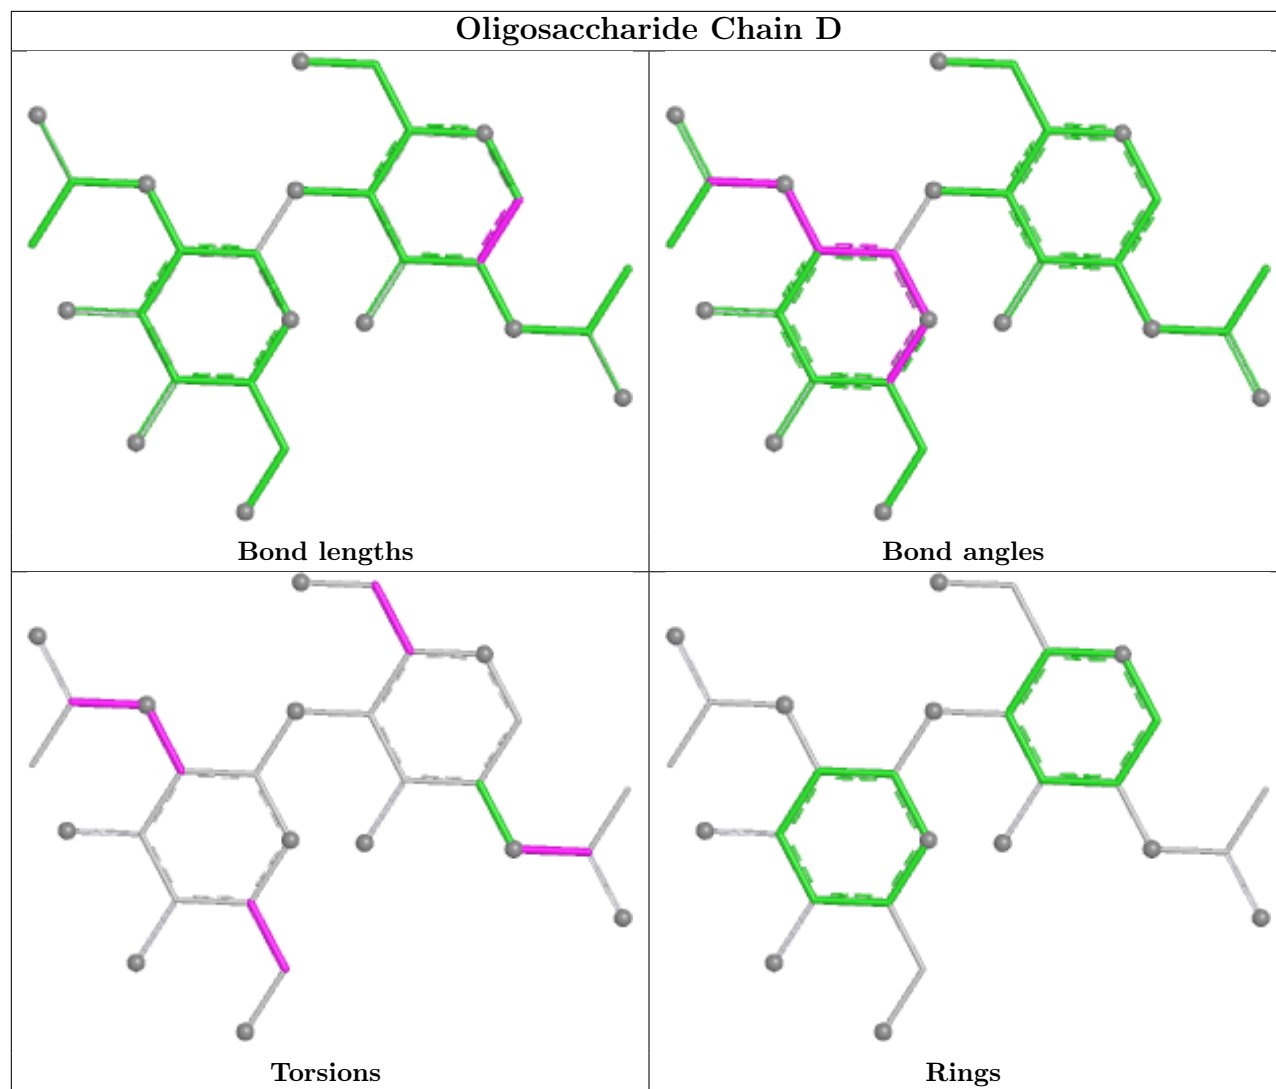 Oligosaccharide Chain D
Bond lengths
Bond angles
Torsions
Rings